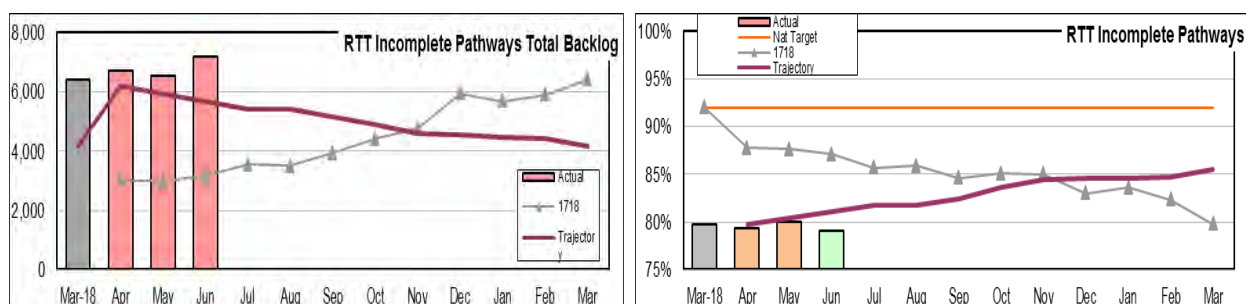 RTT Incomplete Pathways Total Backlog
8,000
6,000
4,000
2,000
0
Actual
1718
Trajector
y
Mar-18 Apr May Jun Jul Aug Sep Oct Nov Dec Jan Feb Mar
RTT Incomplete Pathways
Actual
Nat Target
1718
Trajectory
100%
95%
90%
85%
80%
75%
Mar-18 Apr May Jun Jul Aug Sep Oct Nov Dec Jan Feb Mar